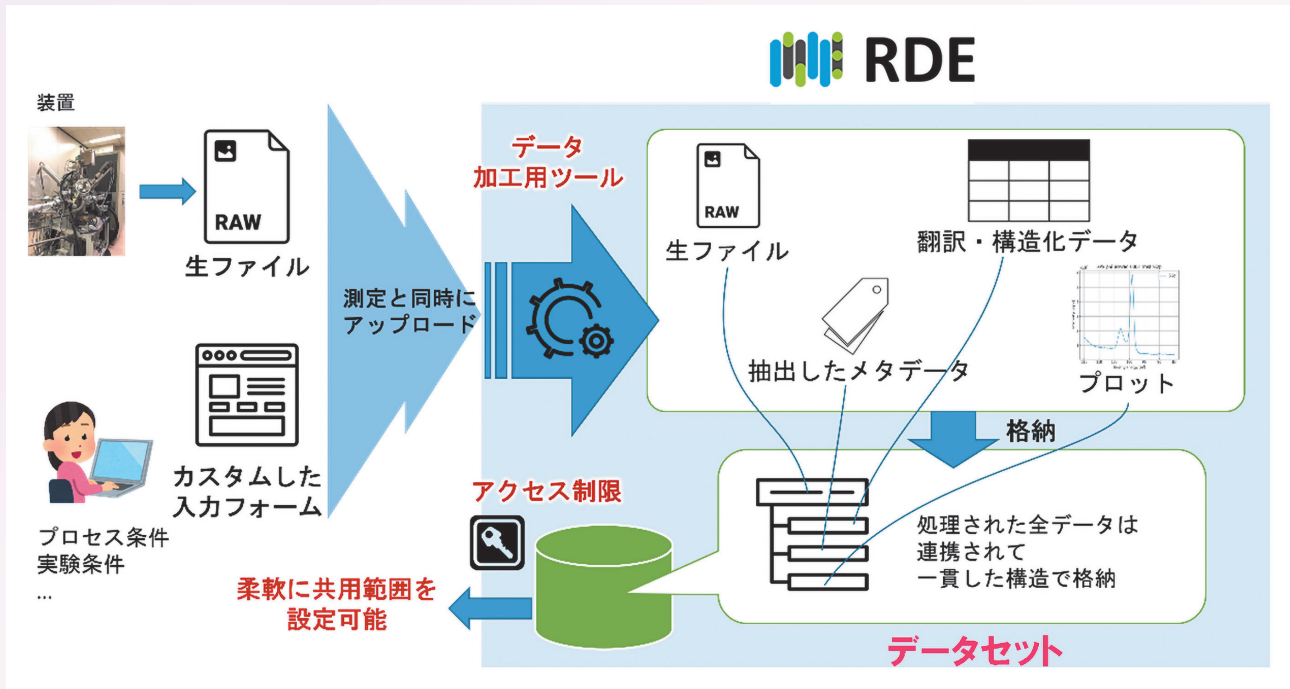 RDE
装置
RAW
生ファイル
カスタムした
入力フォーム
プロセス条件
実験条件
...
測定と同時に
アップロード
データ
加工用ツール
RAW
生ファイル
翻訳・構造化データ
抽出したメタデータ
プロット
格納
処理された全データは
連携されて
一貫した構造で格納
データセット
アクセス制限
柔軟に共用範囲を
設定可能